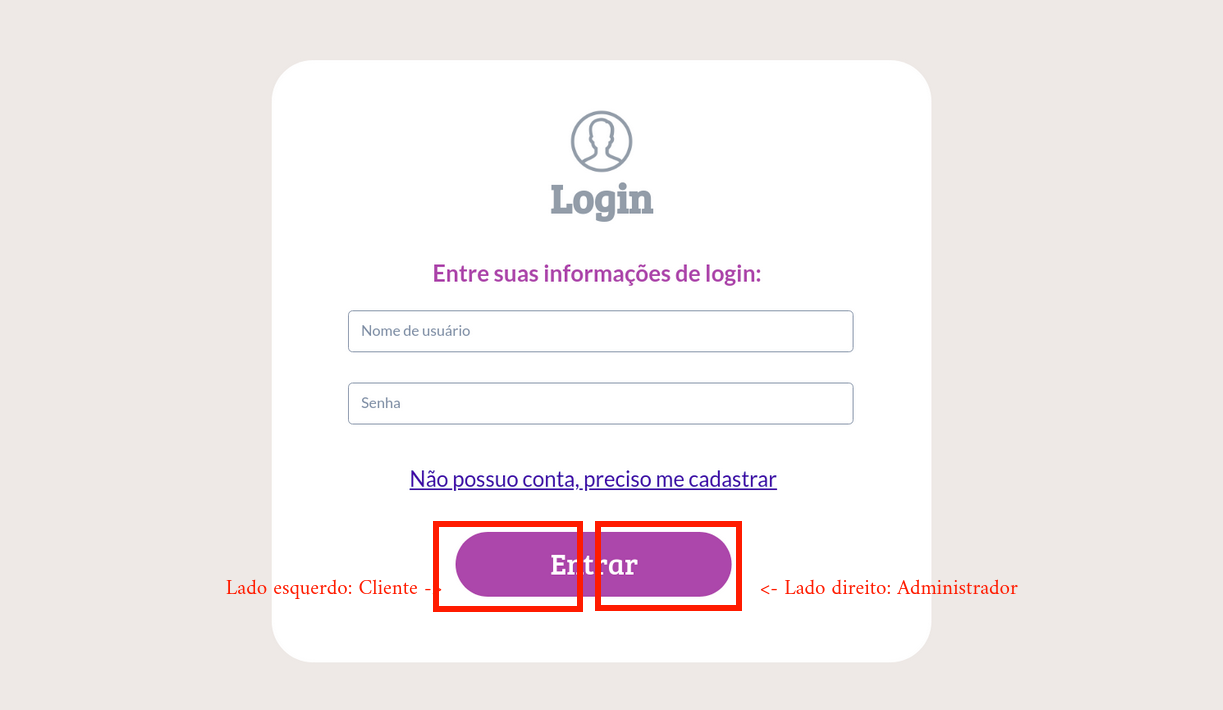 Login
Entre suas informações de login:
Nome de usuário
Senha
Não possuo conta, preciso me cadastrar
Entrar
Lado esquerdo: Cliente ->
<- Lado direito: Administrador